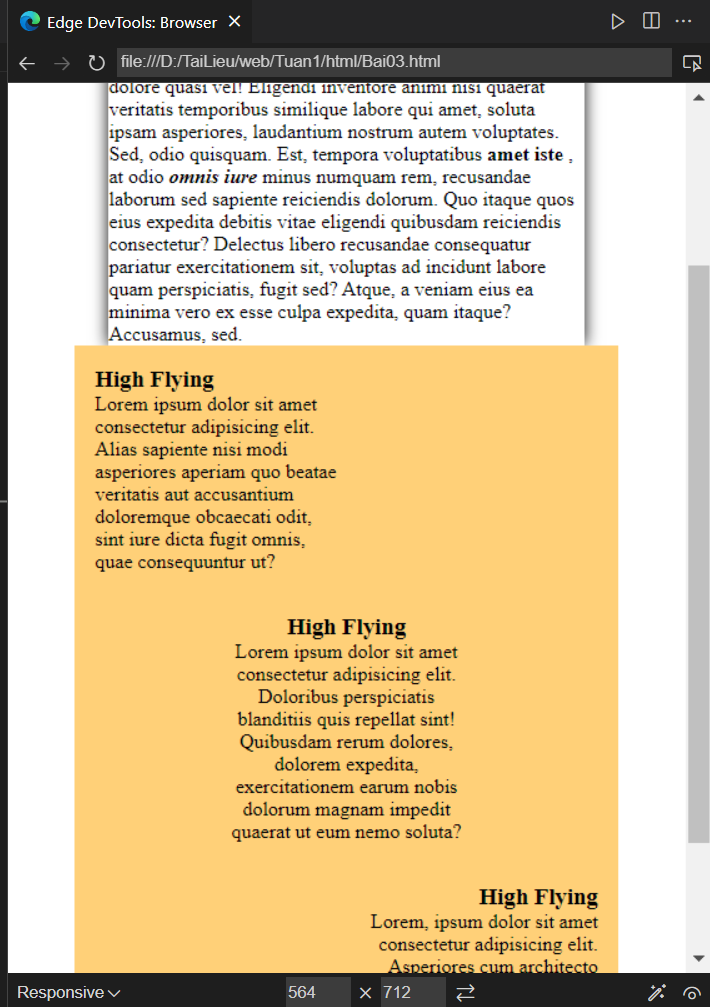 Edge DevTools: Browser
file:///D:/TaiLieu/web/Tuan1/html/Bai03.html
dolore quasi vel! Eligendi inventore animi nisi quaerat
veritatis temporibus similique labore qui amet, soluta
ipsam asperiores, laudantium nostrum autem voluptates.
Sed, odio quisquam. Est, tempora voluptatibus amet iste ,
at odio omnis iure minus numquam rem, recusandae
laborum sed sapiente reiciendis dolorum. Quo itaque quos
eius expedita debitis vitae eligendi quibusdam reiciendis
consectetur? Delectus libero recusandae consequatur
pariatur exercitationem sit, voluptas ad incidunt labore
quam perspiciatis, fugit sed? Atque, a veniam eius ea
minima vero ex esse culpa expedita, quam itaque?
Accusamus, sed.
High Flying
Lorem ipsum dolor sit amet
consectetur adipisicing elit.
Alias sapiente nisi modi
asperiores aperiam quo beatae
veritatis aut accusantium
doloremque obcaecati odit,
sint iure dicta fugit omnis,
quae consequuntur ut?
High Flying
Lorem ipsum dolor sit amet
consectetur adipisicing elit.
Doloribus perspiciatis
blanditiis quis repellat sint!
Quibusdam rerum dolores,
dolorem expedita,
exercitationem earum nobis
dolorum magnam impedit
quaerat ut eum nemo soluta?
High Flying
Lorem, ipsum dolor sit amet
consectetur adipisicing elit.
Asperiores cum architecto
Responsive 564 × 712